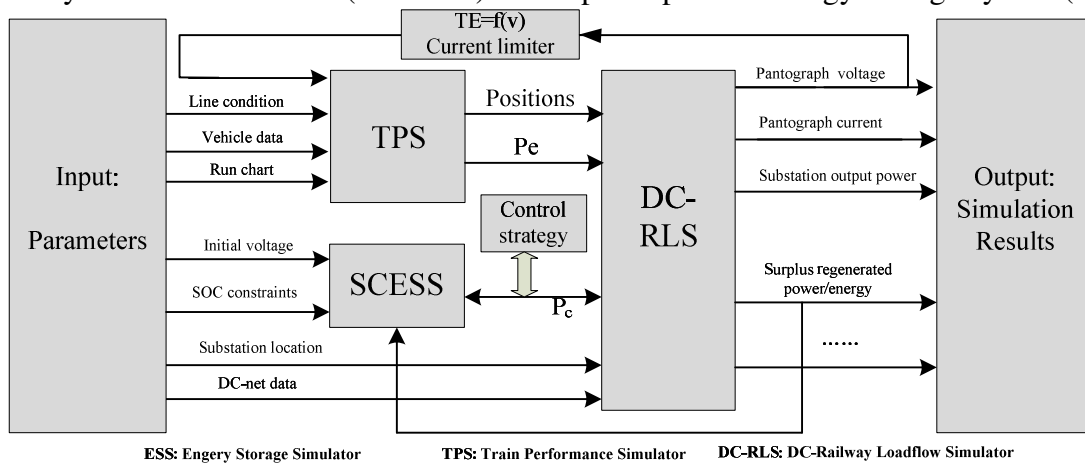 TE=f(v)
Current limiter
Input:
Parameters
Line condition
Vehicle data
Run chart
TPS
Positions
Pe
Initial voltage
SOC constraints
SCESS
Control
strategy
Pc
Substation location
DC-net data
DC-
RLS
Pantograph voltage
Pantograph current
Substation output power
Surplus regenerated
power/energy
......
Output:
Simulation
Results
ESS: Engery Storage Simulator
TPS: Train Performance Simulator
DC-RLS: DC-Railway Loadflow Simulator